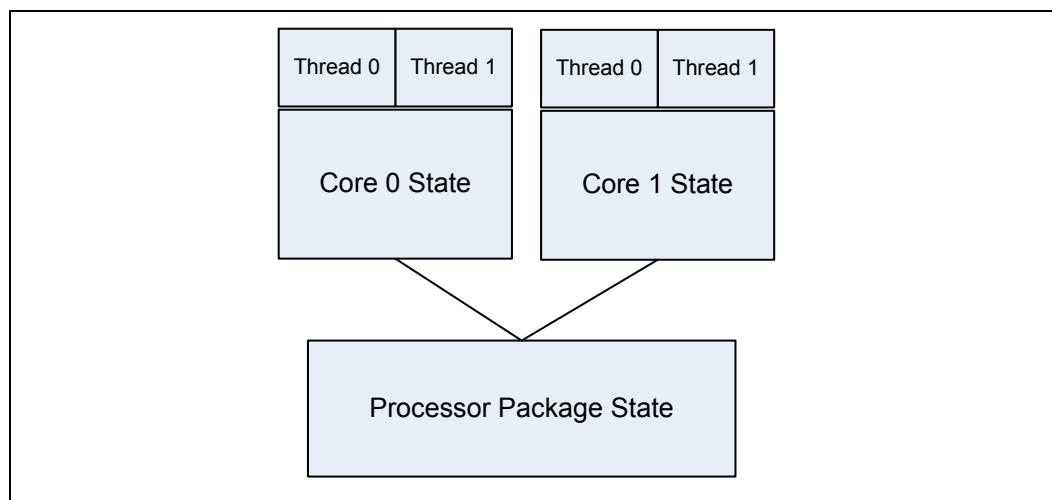 Thread 0 Thread 1 Thread 0 Thread 1
Core 0 State Core 1 State
Processor Package State